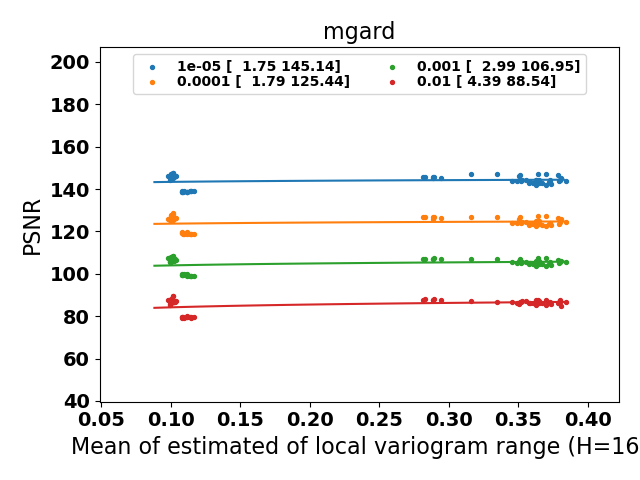 mgard
1e-05 [  1.75 145.14]
0.0001 [  1.79 125.44]
0.001 [  2.99 106.95]
0.01 [ 4.39 88.54]
PSNR
200
180
160
140
120
100
80
60
40
0.05 0.10 0.15 0.20 0.25 0.30 0.35 0.40
Mean of estimated of local variogram range (H=16